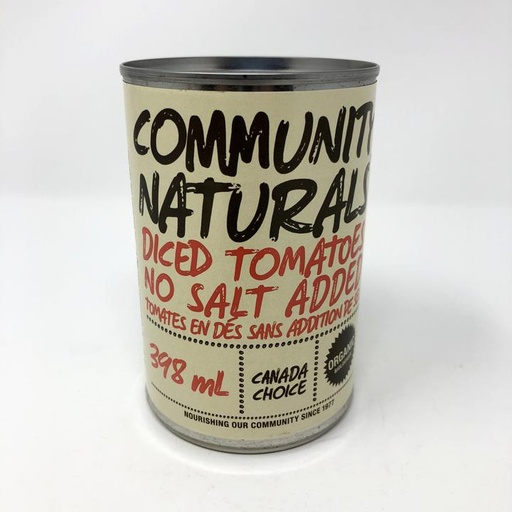 COMMUNITY
NATURALS
DICED TOMATOES
NO SALT ADDED
TOMATES EN DÉS SANS ADDITION DE
398 mL
CANADA
CHOICE
ORGANIC
NOURISHING OUR COMMUNITY SINCE 1977